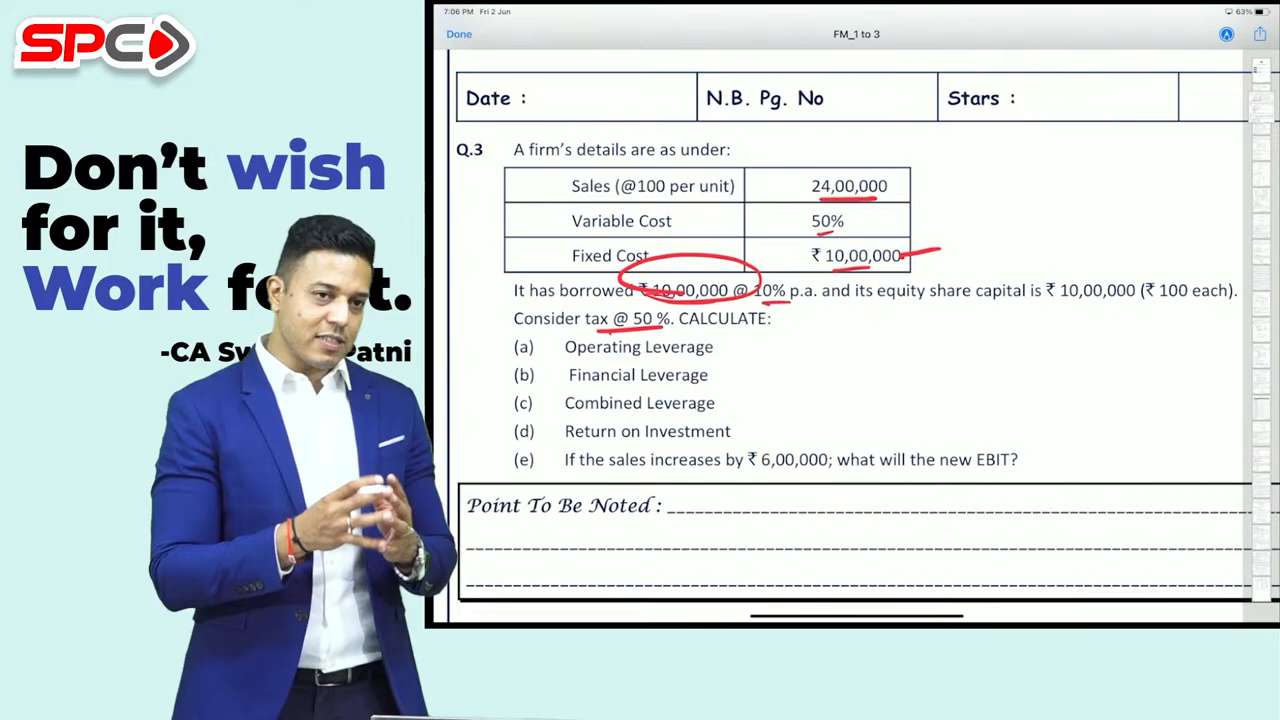 SPC
Don't wish
for it,
Work for it.
-CA Sw Patni
7:06 PM Fri 2 Jun
63%
Done
FM_1 to 3
Date :
N.B. Pg. No
Stars :
Q.3 A firm's details are as under:
Sales (@100 per unit) 24,00,000
Variable Cost 50%
Fixed Cost ₹ 10,00,000
It has borrowed ₹ 10,00,000 @ 10% p.a. and its equity share capital is ₹ 10,00,000 (₹ 100 each).
Consider tax @ 50 %. CALCULATE:
(a) Operating Leverage
(b) Financial Leverage
(c) Combined Leverage
(d) Return on Investment
(e) If the sales increases by ₹ 6,00,000; what will the new EBIT?
Point To Be Noted :